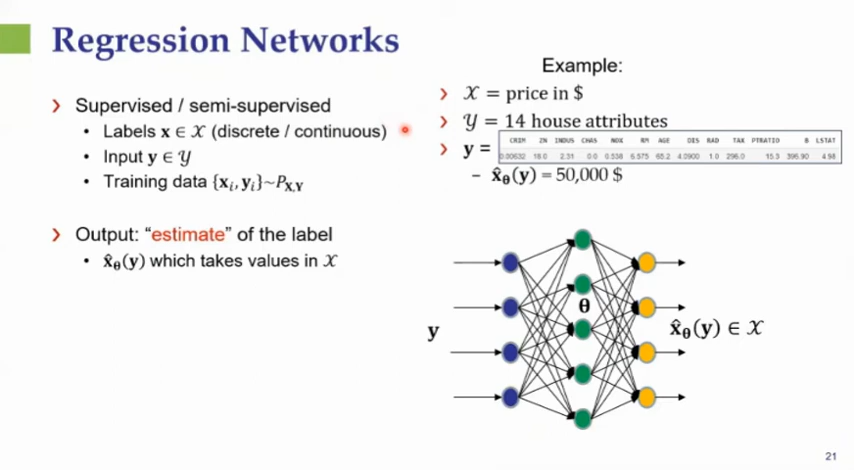 Regression Networks
› Supervised / semi-supervised
• Labels 𝐱 ∈ 𝒳 (discrete / continuous)
• Input 𝐲 ∈ 𝒴
• Training data {𝐱ᵢ, 𝐲ᵢ}~P_𝐗,𝐘
› Output: “estimate” of the label
• 𝐱̂_𝛉(𝐲) which takes values in 𝒳
Example:
› 𝒳 = price in $
› 𝒴 = 14 house attributes
› 𝐲 =
CRIM ZN INDUS CHAS NOX RM AGE DIS RAD TAX PTRATIO B LSTAT
0.00632 18.0 2.31 0.0 0.538 6.575 65.2 4.0900 1.0 296.0 15.3 396.90 4.98
– 𝐱̂_𝛉(𝐲) = 50,000 $
𝛉
𝐲
𝐱̂_𝛉(𝐲) ∈ 𝒳
21